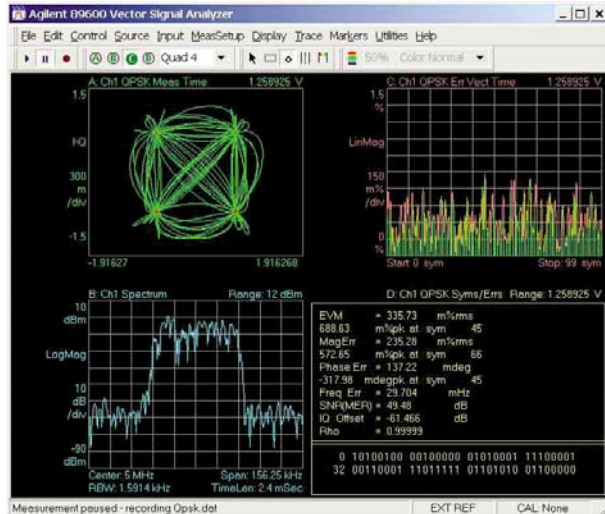 Agilent 89600 Vector Signal Analyzer
File Edit Control Source Input MeasSetup Display Trace Markers Utilities Help
A B C D Quad 4 50% Color Normal
A: Ch1 QPSK Meas Time 1.258925 V
1.5
I-Q
300
m
/div
-1.5
-1.91627 1.916268
C: Ch1 QPSK Err Vect Time 1.258925 V
1.5
%
LinMag
150
m%
/div
0
%
Start: 0 sym Stop: 99 sym
B: Ch1 Spectrum Range: 12 dBm
10
dBm
LogMag
10
dB
/div
-90
dBm
Center: 5 MHz Span: 156.25 kHz
RBW: 1.5914 kHz TimeLen: 2.4 mSec
D: Ch1 QPSK Syms/Errs Range: 1.258925 V
EVM = 335.73 m%rms
688.63 m%pk at sym 45
MagErr = 235.28 m%rms
572.65 m%pk at sym 66
Phase Err = 137.22 mdeg
-317.98 mdegpk at sym 45
Freq Err = 29.704 mHz
SNR(MER) = 49.48 dB
IQ Offset = -61.466 dB
Rho = 0.99999
0 10100100 00100000 01010001 11100001
32 00110001 11011111 01101010 01100000
Measurement paused - recording Qpsk.dat EXT REF CAL: None